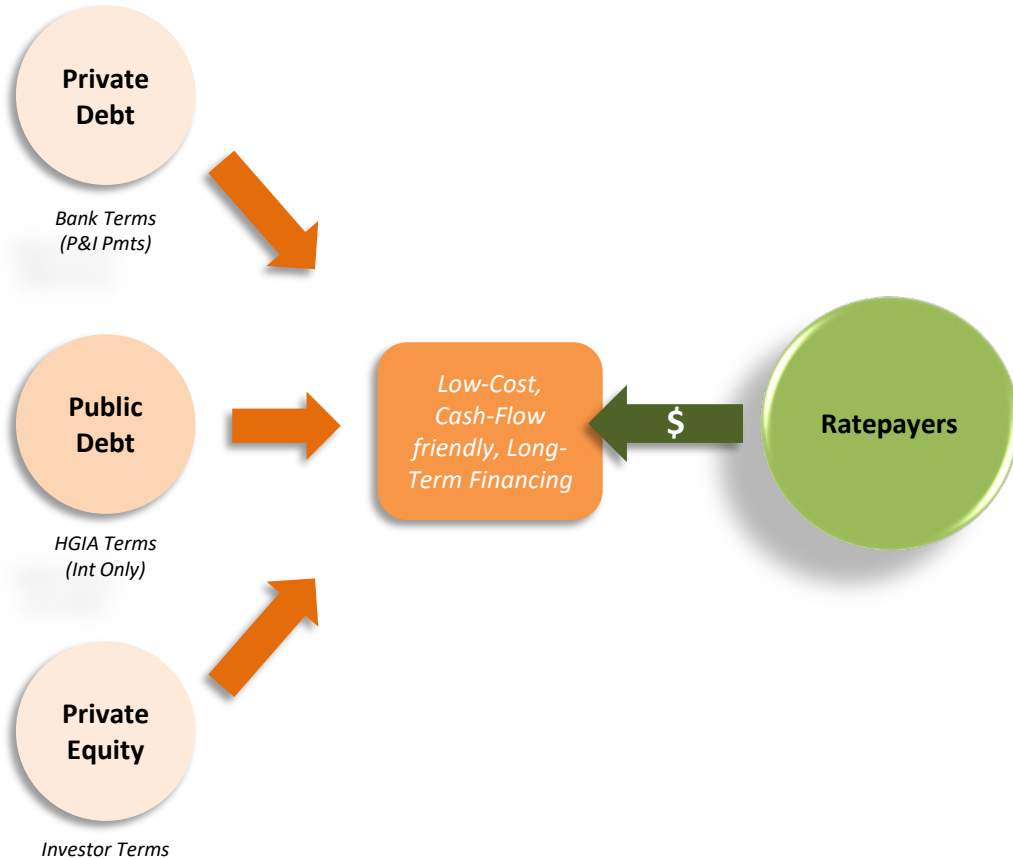 Private
Debt
Bank Terms
(P&I Pmts)
Public
Debt
HGIA Terms
(Int Only)
Private
Equity
Investor Terms
Low-Cost,
Cash-Flow
friendly, Long-
Term Financing
$
Ratepayers